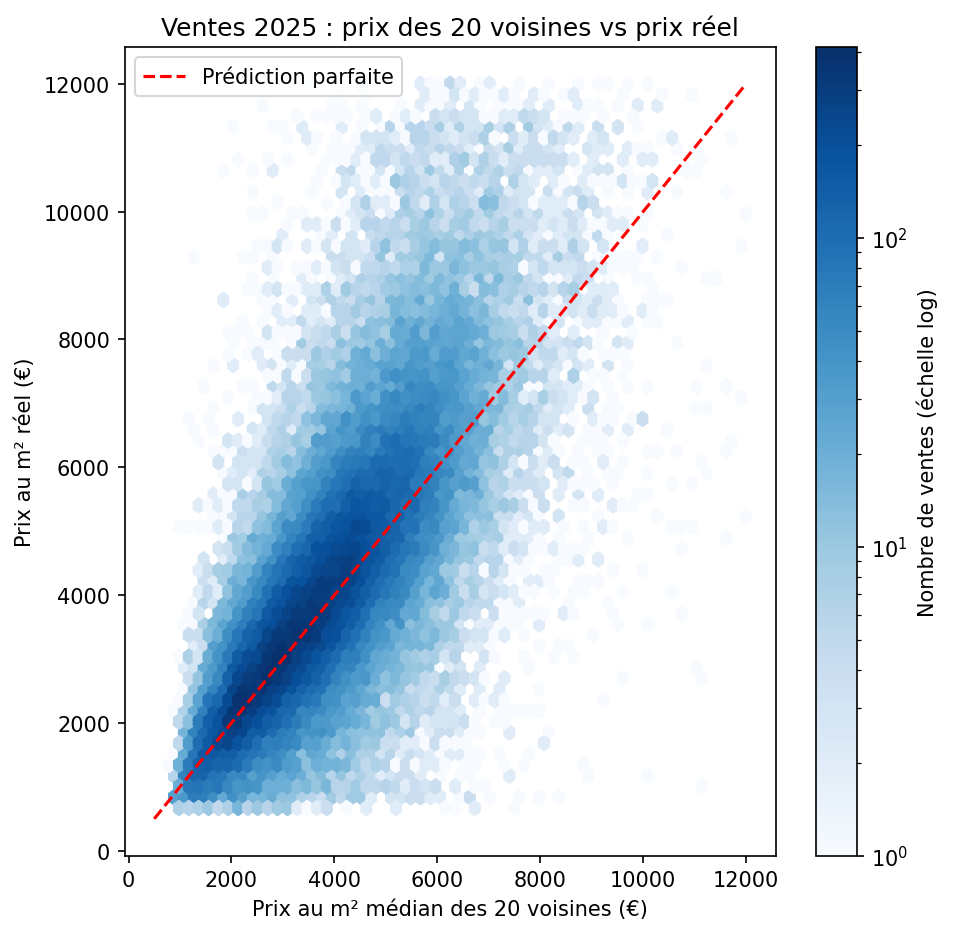 Ventes 2025 : prix des 20 voisines vs prix réel
Prédiction parfaite
Prix au m² réel (€)
12000
10000
8000
6000
4000
2000
0
0 2000 4000 6000 8000 10000 12000
Prix au m² médian des 20 voisines (€)
10²
10¹
10⁰
Nombre de ventes (échelle log)